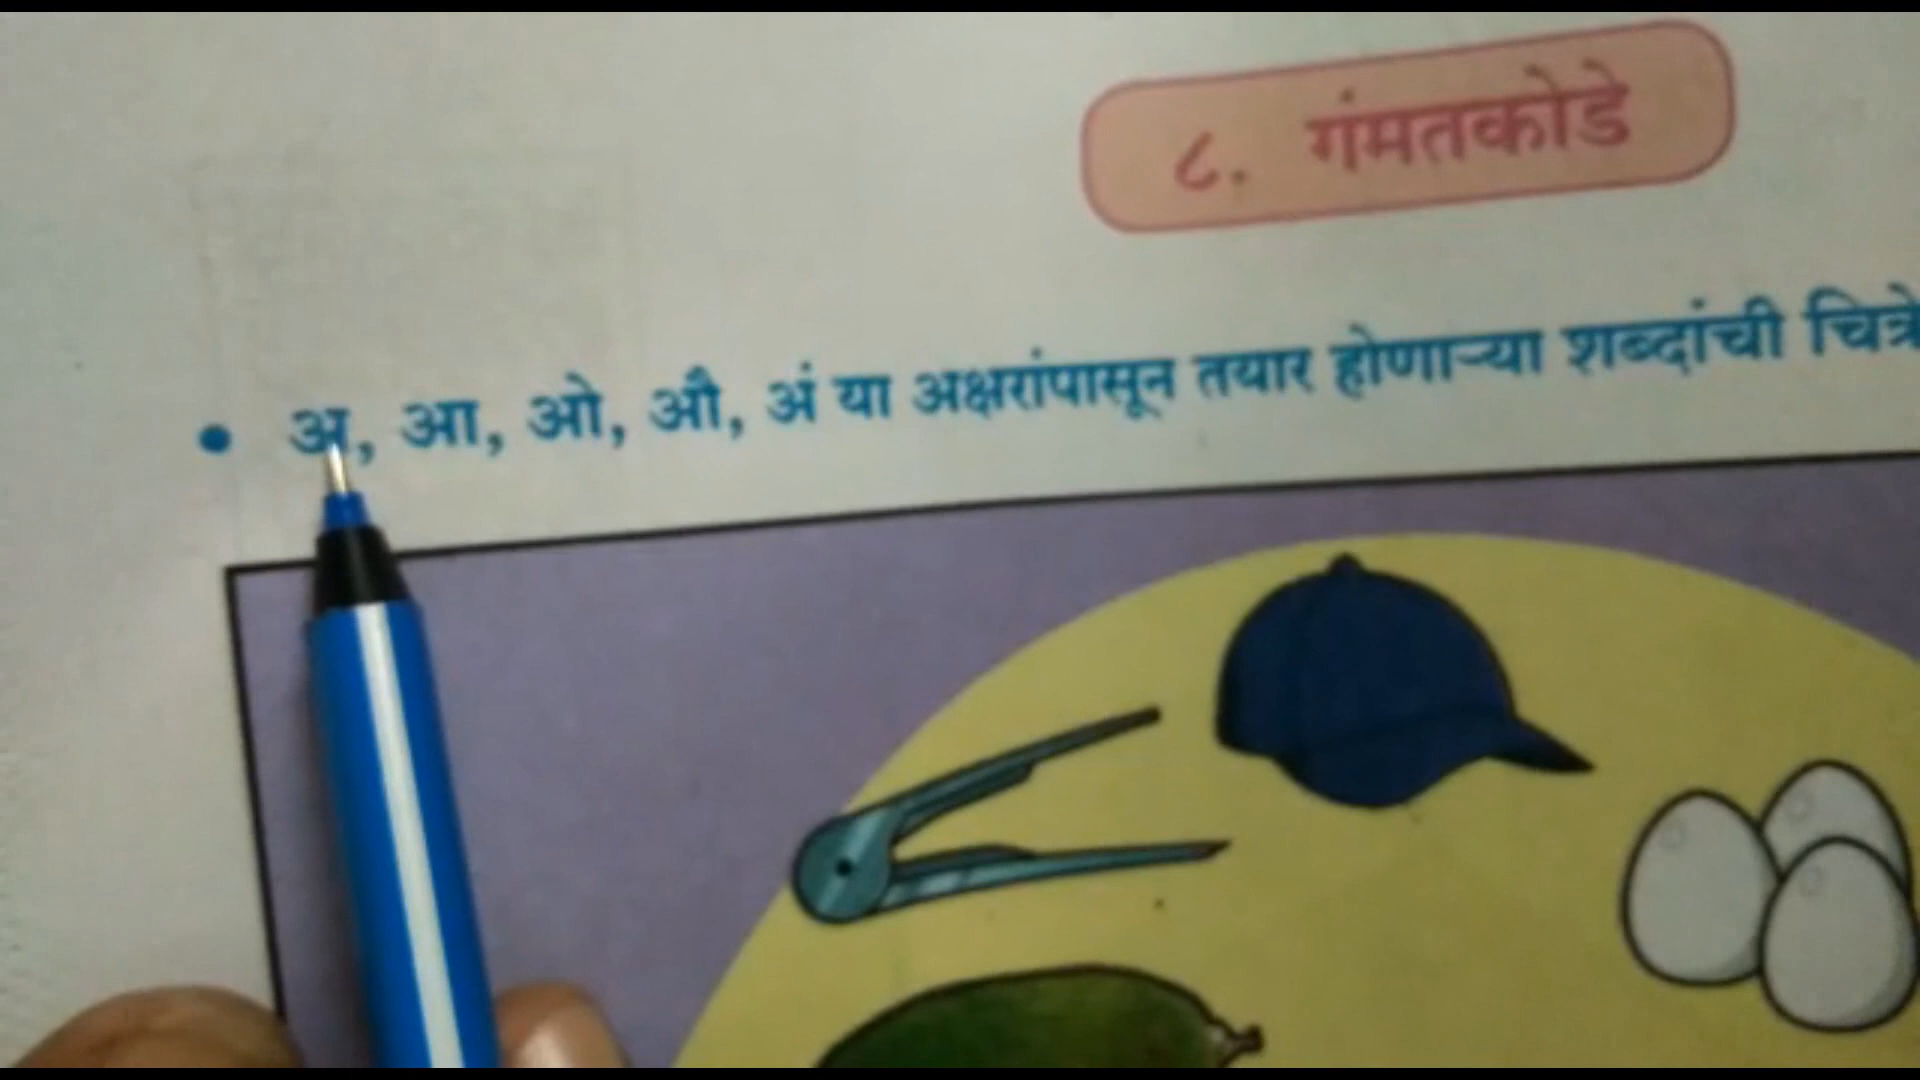 ८. गंमतकोडे
• अ, आ, ओ, औ, अं या अक्षरांपासून तयार होणाऱ्या शब्दांची चित्रे